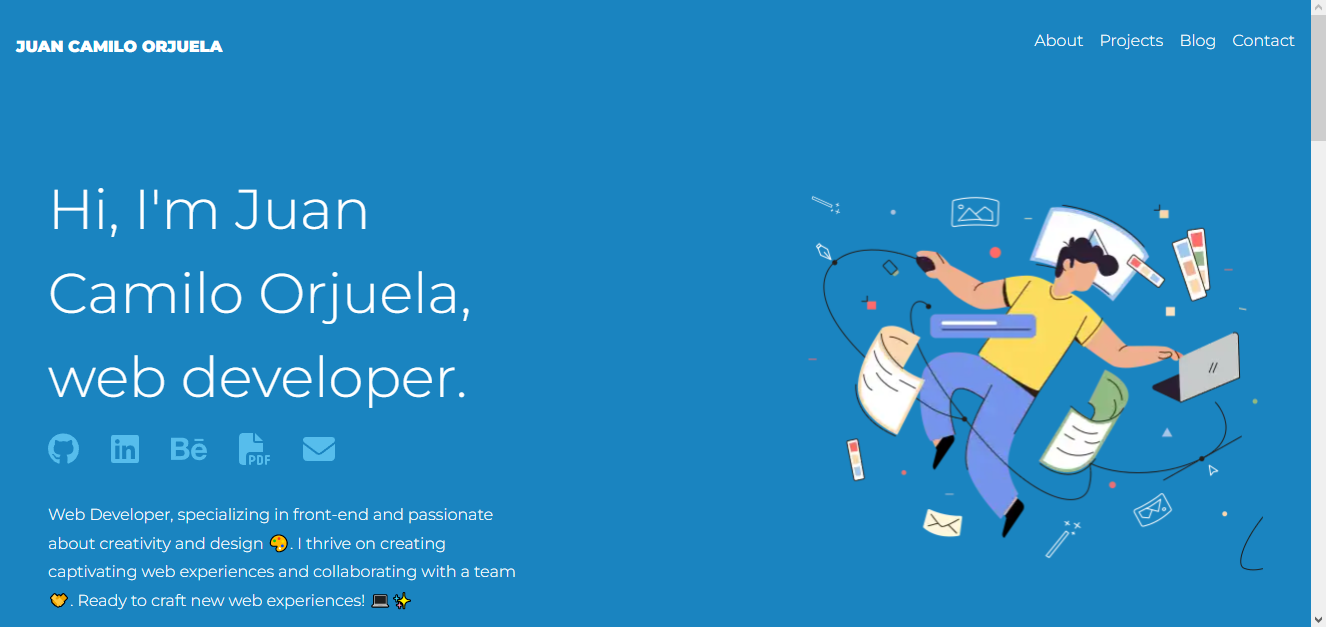 JUAN CAMILO ORJUELA
About Projects Blog Contact
Hi, I'm Juan
Camilo Orjuela,
web developer.
in Bē PDF
Web Developer, specializing in front-end and passionate
about creativity and design 🎨. I thrive on creating
captivating web experiences and collaborating with a team
💛. Ready to craft new web experiences! 💻✨
//